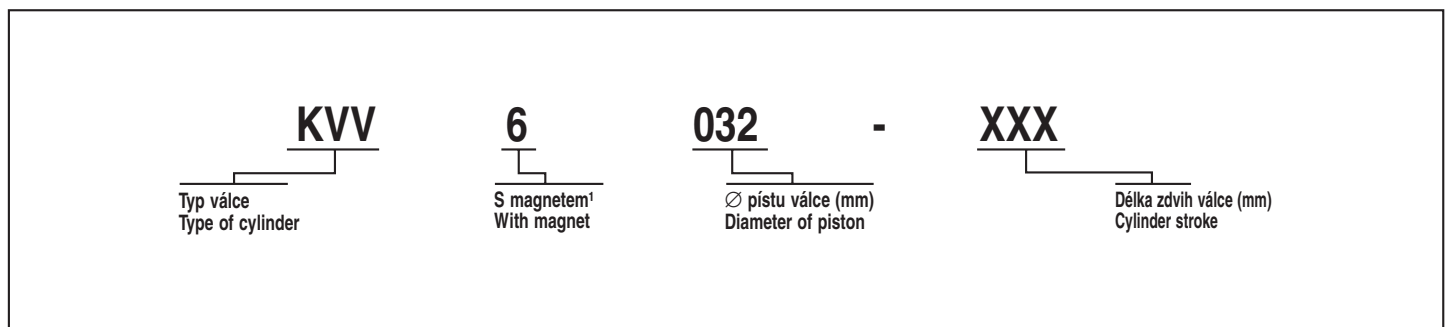 KVV 6 032 - XXX
Typ válce
Type of cylinder
S magnetem¹
With magnet
∅ pístu válce (mm)
Diameter of piston
Délka zdvih válce (mm)
Cylinder stroke